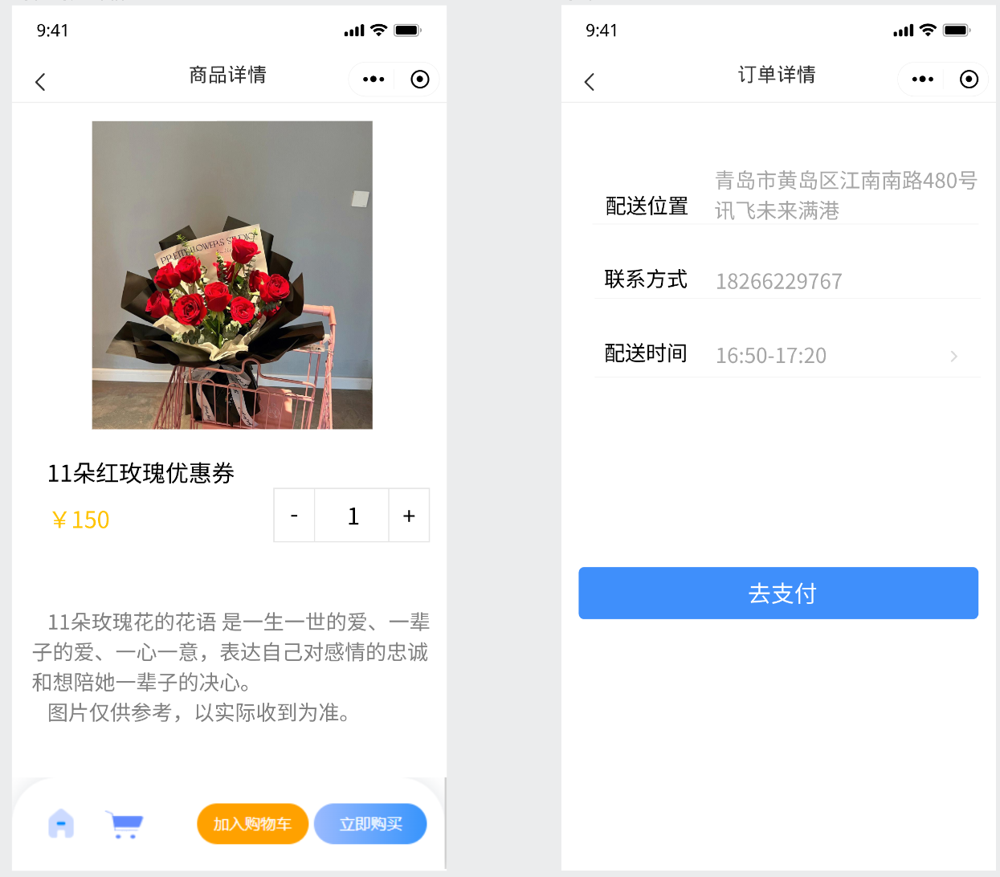 9:41
商品详情
PRETTY FLOWERS STUDIO
11朵红玫瑰优惠券
￥150
- 1 +
11朵玫瑰花的花语 是一生一世的爱、一辈
子的爱、一心一意，表达自己对感情的忠诚
和想陪她一辈子的决心。
图片仅供参考，以实际收到为准。
加入购物车
立即购买
9:41
订单详情
配送位置
青岛市黄岛区江南南路480号
讯飞未来满港
联系方式
18266229767
配送时间
16:50-17:20
去支付